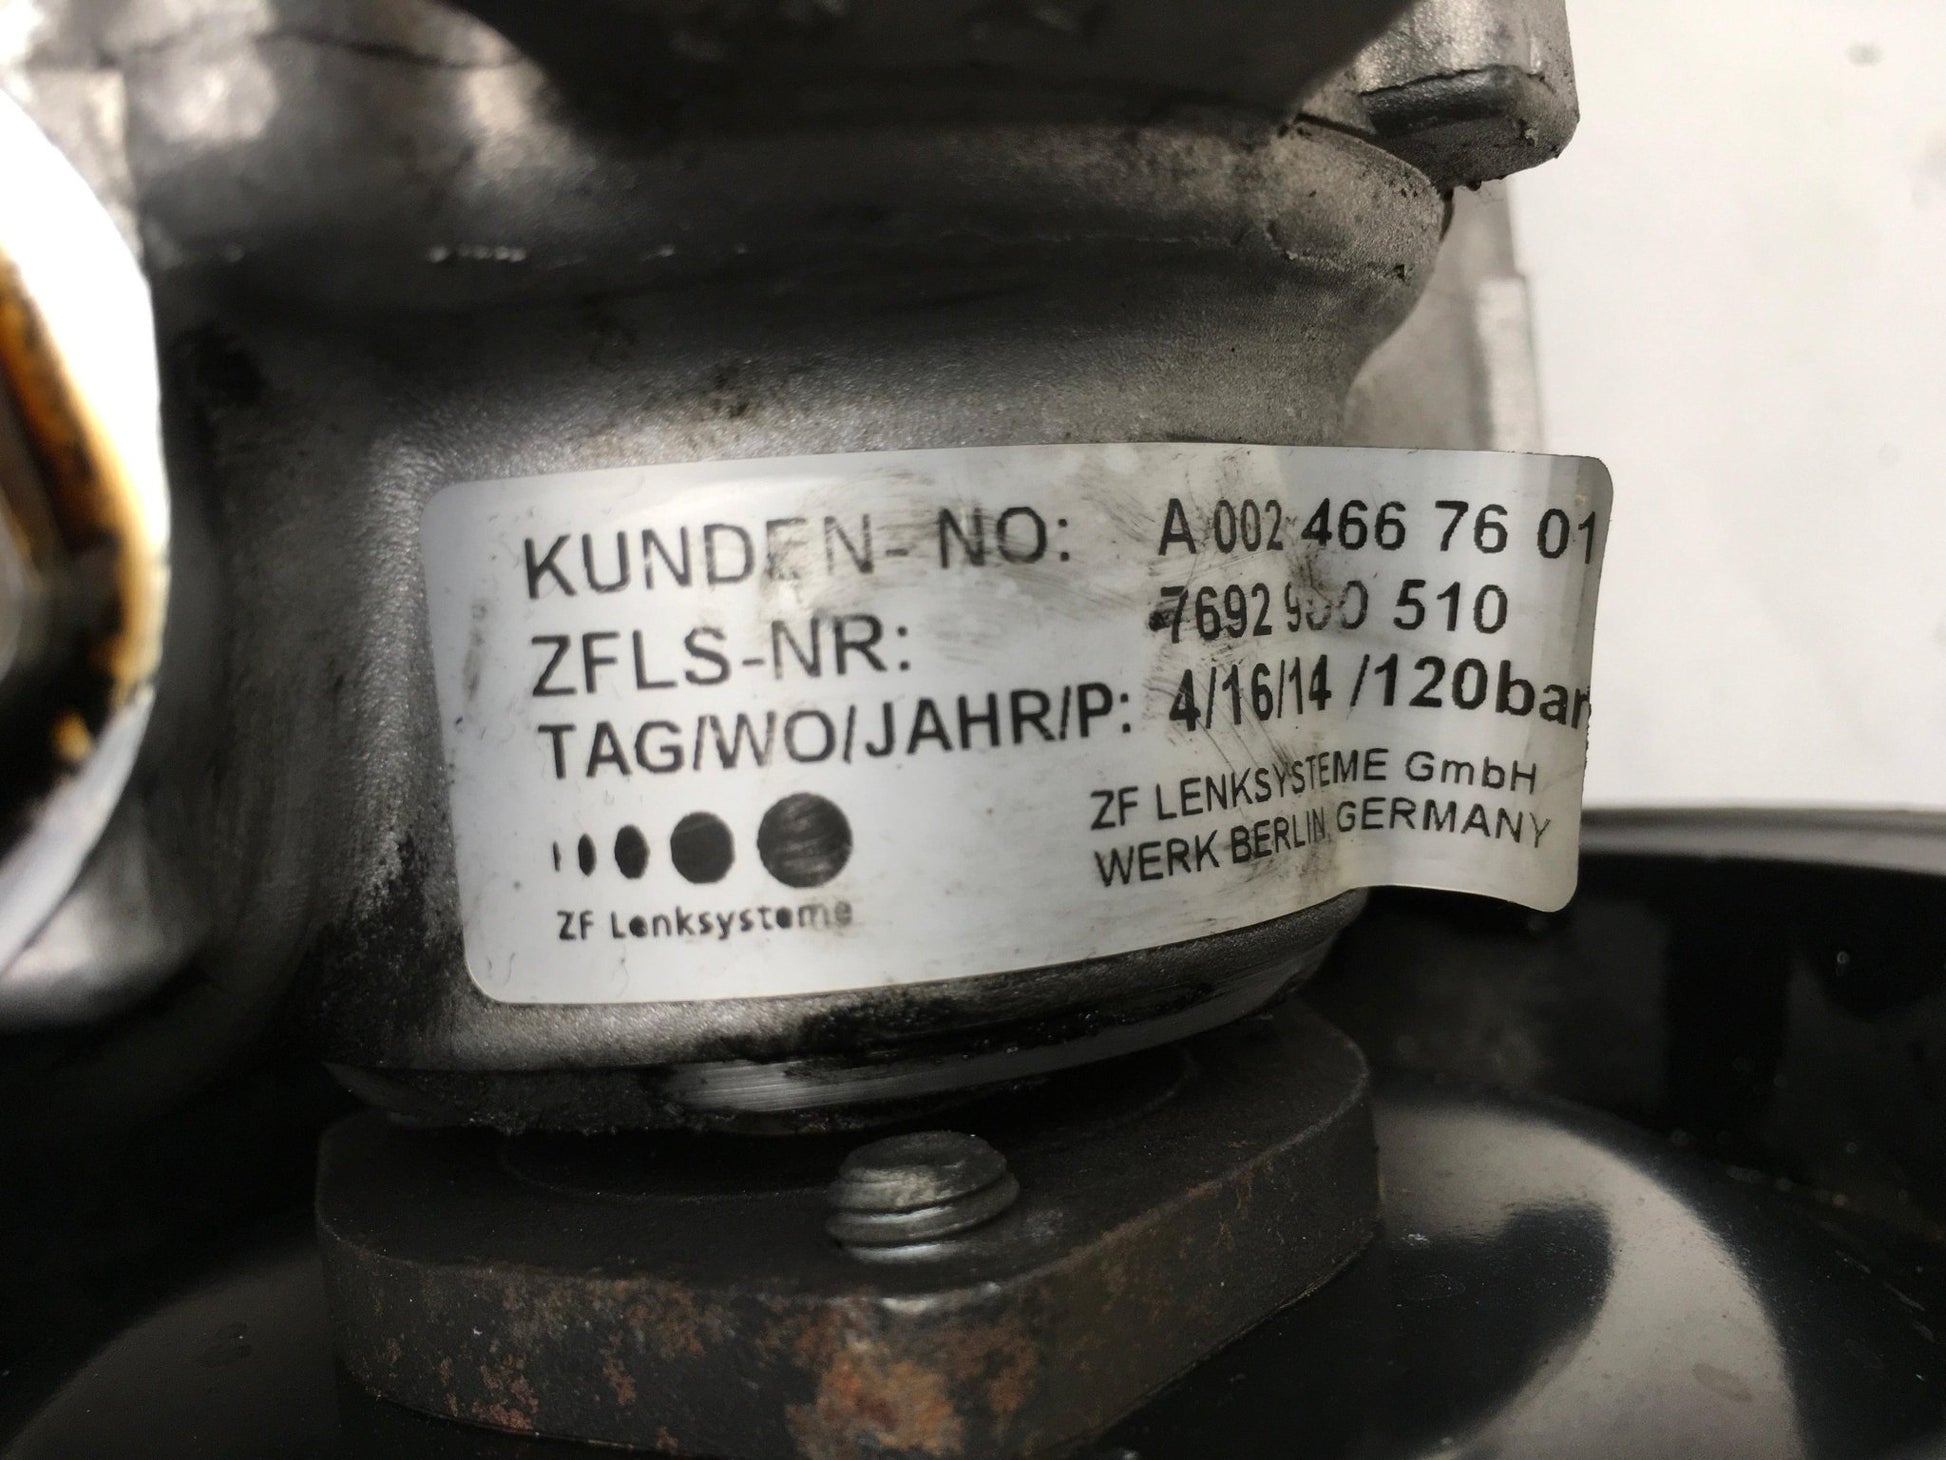 KUNDEN- NO: A 002 466 76 01
ZFLS-NR: 7692 900 510
TAG/WO/JAHR/P: 4/16/14 /120bar
ZF LENKSYSTEME GmbH
WERK BERLIN, GERMANY
ZF Lenksysteme